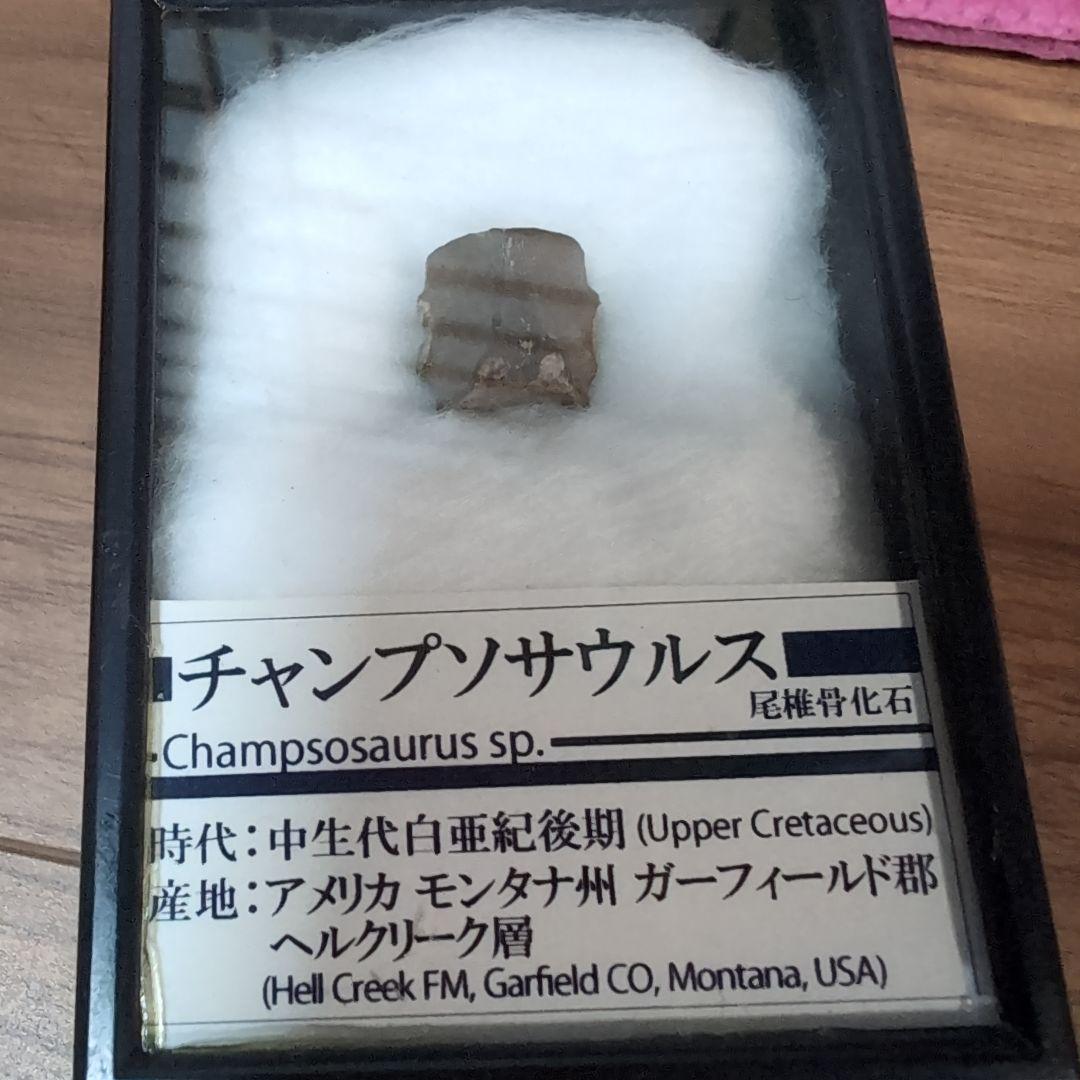 チャンプソサウルス
尾椎骨化石
Champsosaurus sp.
時代：中生代白亜紀後期 (Upper Cretaceous)
産地：アメリカ モンタナ州 ガーフィールド郡
ヘルクリーク層
(Hell Creek FM, Garfield CO, Montana, USA)